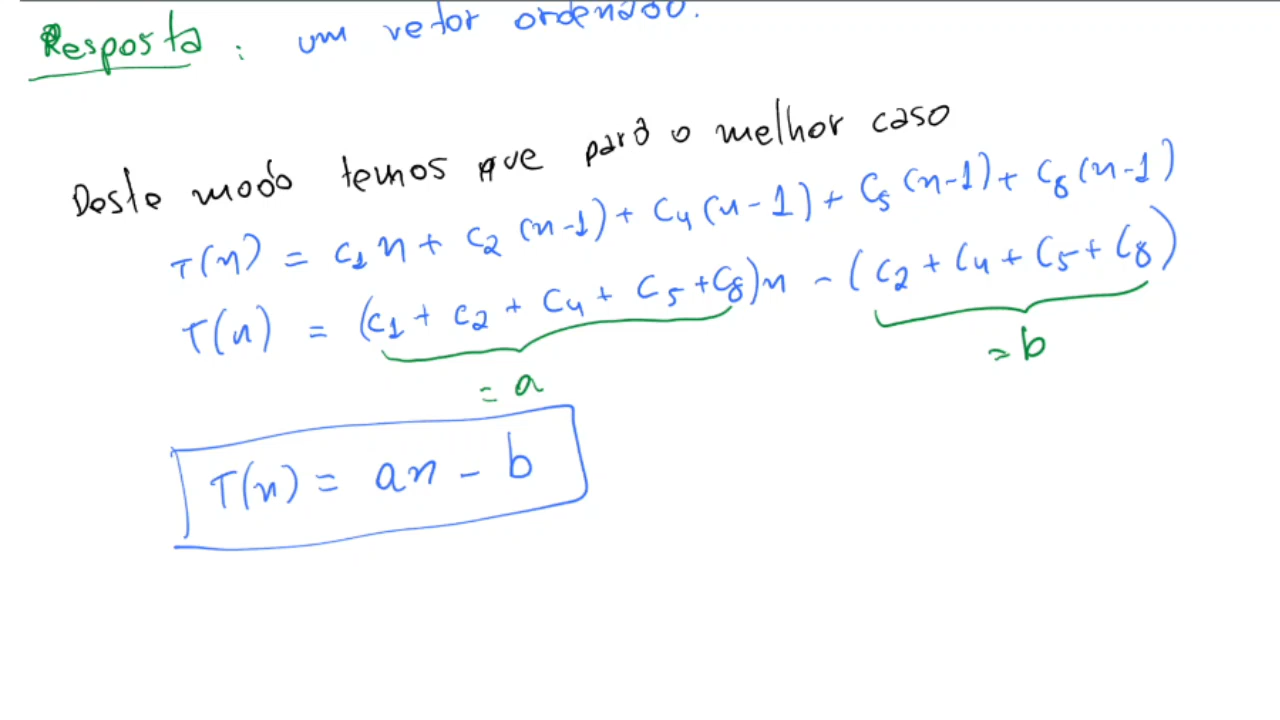 Resposta: um vetor ordenado.
Deste modo temos que para o melhor caso
T(n) = c₁n + c₂(n-1) + c₄(n-1) + c₅(n-1) + c₈(n-1)
T(n) = (c₁ + c₂ + c₄ + c₅ + c₈)n - (c₂ + c₄ + c₅ + c₈)
= a = b
T(n) = an - b